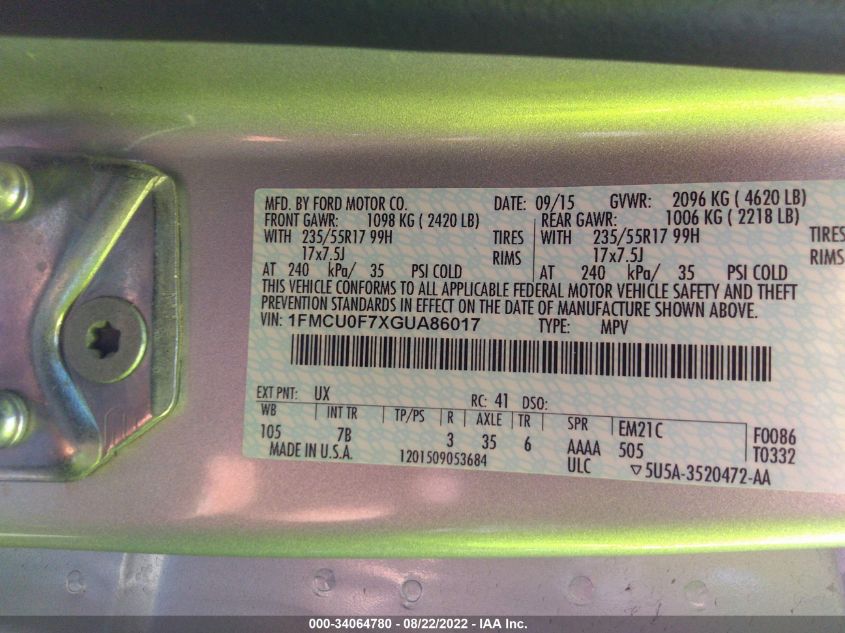 MFD. BY FORD MOTOR CO. DATE: 09/15 GVWR: 2096 KG ( 4620 LB)
FRONT GAWR: 1098 KG ( 2420 LB) REAR GAWR: 1006 KG ( 2218 LB)
WITH 235/55R17 99H TIRES WITH 235/55R17 99H TIRES
17x7.5J RIMS 17x7.5J RIMS
AT 240 kPa/ 35 PSI COLD AT 240 kPa/ 35 PSI COLD
THIS VEHICLE CONFORMS TO ALL APPLICABLE FEDERAL MOTOR VEHICLE SAFETY AND THEFT
PREVENTION STANDARDS IN EFFECT ON THE DATE OF MANUFACTURE SHOWN ABOVE.
VIN: 1FMCU0F7XGUA86017 TYPE: MPV
EXT PNT: UX RC: 41 DSO:
WB INT TR TP/PS R AXLE TR SPR EM21C F0086
105 7B 3 35 6 AAAA 505 T0332
MADE IN U.S.A. 1201509053684 ULC ▽5U5A-3520472-AA
000-34064780 - 08/22/2022 - IAA Inc.